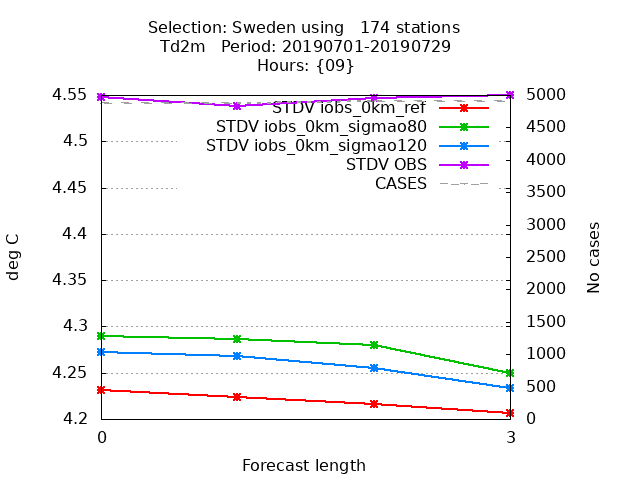 Selection: Sweden using   174 stations
Td2m   Period: 20190701-20190729
Hours: {09}
4.55
4.5
4.45
4.4
4.35
4.3
4.25
4.2
deg C
STDV iobs_0km_ref
STDV iobs_0km_sigmao80
STDV iobs_0km_sigmao120
STDV OBS
CASES
5000
4500
4000
3500
3000
2500
2000
1500
1000
500
0
No cases
0
3
Forecast length